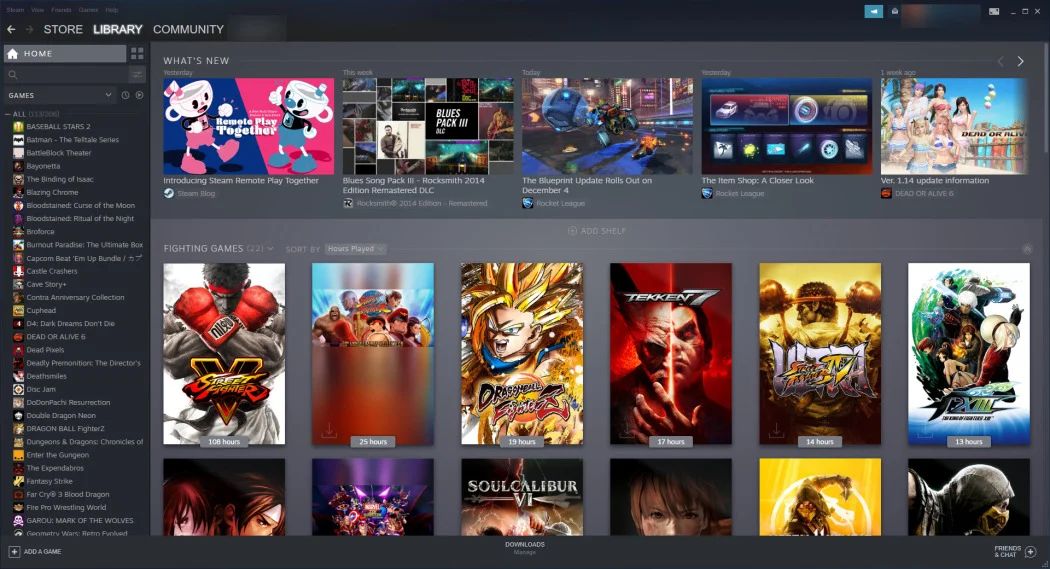 Steam View Friends Games Help
STORE LIBRARY COMMUNITY
HOME
GAMES
ALL
BASEBALL STARS 2
Batman - The Telltale Series
BattleBlock Theater
Bayonetta
The Binding of Isaac
Blazing Chrome
Bloodstained: Curse of the Moon
Bloodstained: Ritual of the Night
Broforce
Burnout Paradise: The Ultimate Box
Capcom Beat 'Em Up Bundle / カプ
Castle Crashers
Cave Story+
Contra Anniversary Collection
Cuphead
D4: Dark Dreams Don't Die
DEAD OR ALIVE 6
Dead Pixels
Deadly Premonition: The Director's
Deathsmiles
Disc Jam
DoDonPachi Resurrection
Double Dragon Neon
DRAGON BALL FighterZ
Dungeons & Dragons: Chronicles of
Enter the Gungeon
The Expendabros
Fantasy Strike
Far Cry® 3 Blood Dragon
Fire Pro Wrestling World
GAROU: MARK OF THE WOLVES
Geometry Wars: Retro Evolved
ADD A GAME
WHAT'S NEW
Yesterday
Remote Play
Together
Introducing Steam Remote Play Together
Steam Blog
This week
BLUES
PACK III
DLC
Blues Song Pack III - Rocksmith 2014
Edition Remastered DLC
Rocksmith® 2014 Edition - Remastered
Today
The Blueprint Update Rolls Out on
December 4
Rocket League
Yesterday
The Item Shop: A Closer Look
Rocket League
1 week ago
DEAD OR ALIV
Ver. 1.14 update information
DEAD OR ALIVE 6
ADD SHELF
FIGHTING GAMES (22) SORT BY Hours Played
STREET FIGHTER V
108 hours
25 hours
DRAGON BALL
FIGHTERZ
19 hours
TEKKEN 7
17 hours
ULTRA
STREET FIGHTER IV
14 hours
XIII
THE KING OF FIGHTERS XIII
13 hours
SOULCALIBUR
VI
DOWNLOADS
Manage
FRIENDS
& CHAT